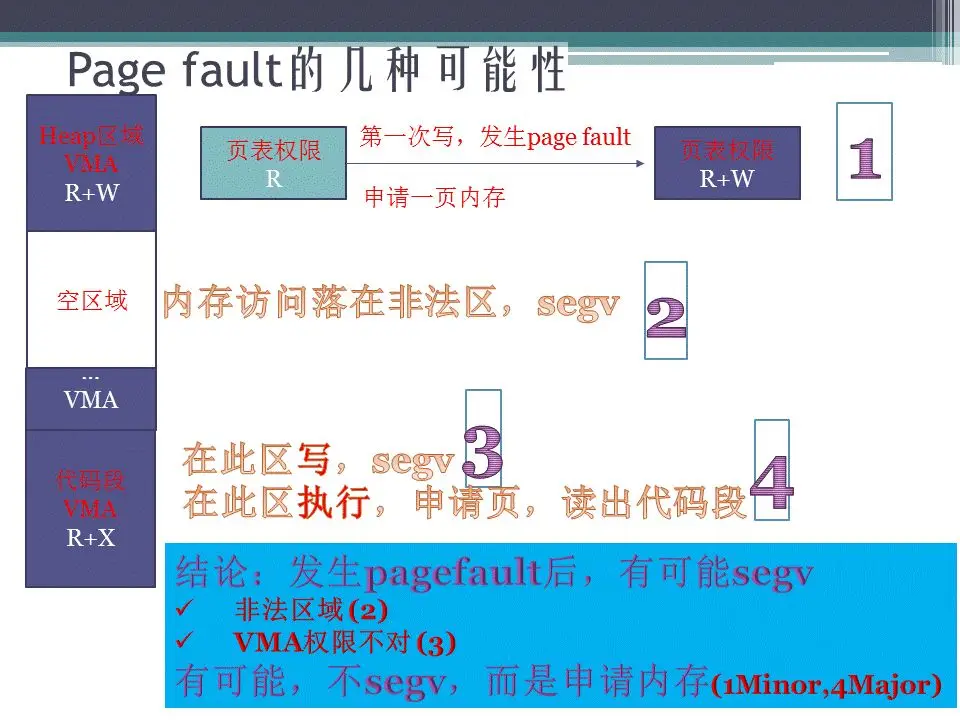 Page fault的几种可能性
Heap区域
VMA
R+W
页表权限
R
第一次写，发生page fault
申请一页内存
页表权限
R+W
1
空区域
内存访问落在非法区，segv
2
...
VMA
代码段
VMA
R+X
在此区写，segv
3
在此区执行，申请页，读出代码段
4
结论：发生pagefault后，有可能segv
✓ 非法区域(2)
✓ VMA权限不对(3)
有可能，不segv，而是申请内存(1Minor,4Major)